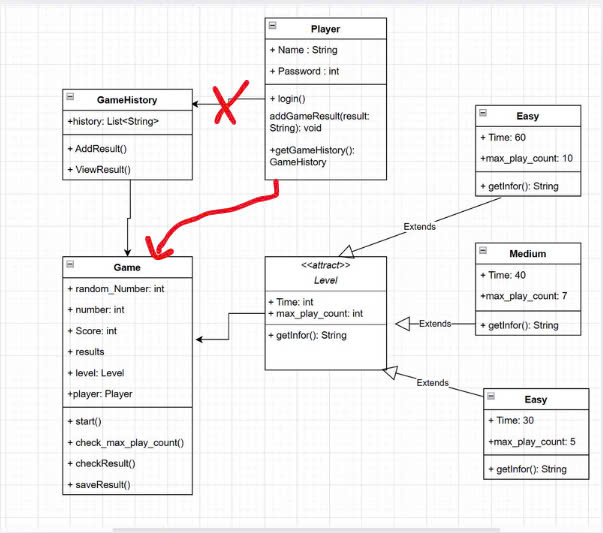 Player
+ Name : String
+ Password : int
+ login()
addGameResult(result:
String): void
+getGameHistory():
GameHistory
GameHistory
+history: List<String>
+ AddResult()
+ ViewResult()
Easy
+ Time: 60
+max_play_count: 10
+ getInfor(): String
Extends
Game
+ random_Number: int
+ number: int
+ Score: int
+ results
+ level: Level
+player: Player
+ start()
+ check_max_play_count()
+ checkResult()
+ saveResult()
<<attract>>
Level
+ Time: int
+ max_play_count: int
+ getInfor(): String
Medium
+ Time: 40
+max_play_count: 7
+ getInfor(): String
Extends
Extends
Easy
+ Time: 30
+max_play_count: 5
+ getInfor(): String